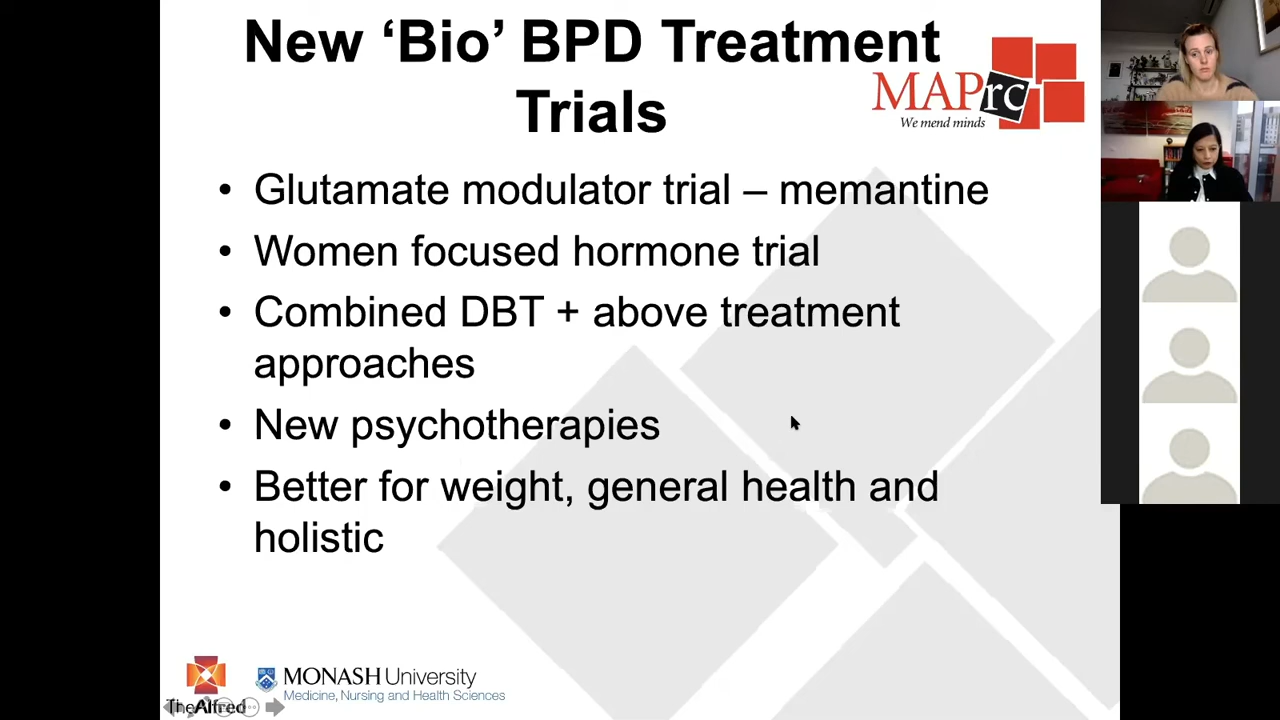 New ‘Bio’ BPD Treatment
Trials
MAPrc
We mend minds
• Glutamate modulator trial – memantine
• Women focused hormone trial
• Combined DBT + above treatment
approaches
• New psychotherapies
• Better for weight, general health and
holistic
TheAlfred
MONASH University
Medicine, Nursing and Health Sciences